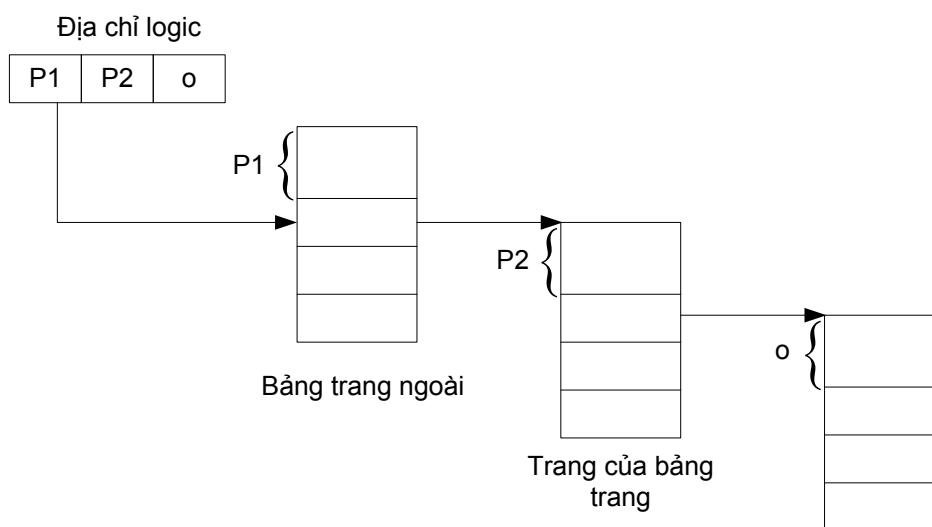 Địa chỉ logic
P1 P2 o
P1
P2
o
Bảng trang ngoài
Trang của bảng
trang